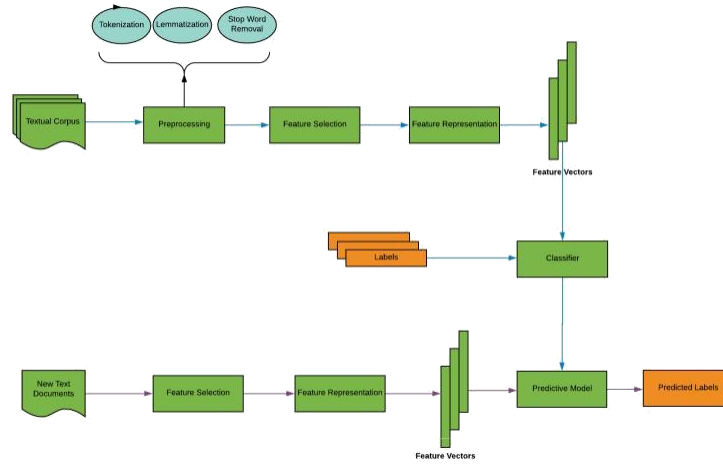 Tokenization
Lemmatization
Stop Word
Removal
Textual Corpus
Preprocessing
Feature Selection
Feature Representation
Feature Vectors
Labels
Classifier
New Text
Documents
Feature Selection
Feature Representation
Feature Vectors
Predictive Model
Predicted Labels